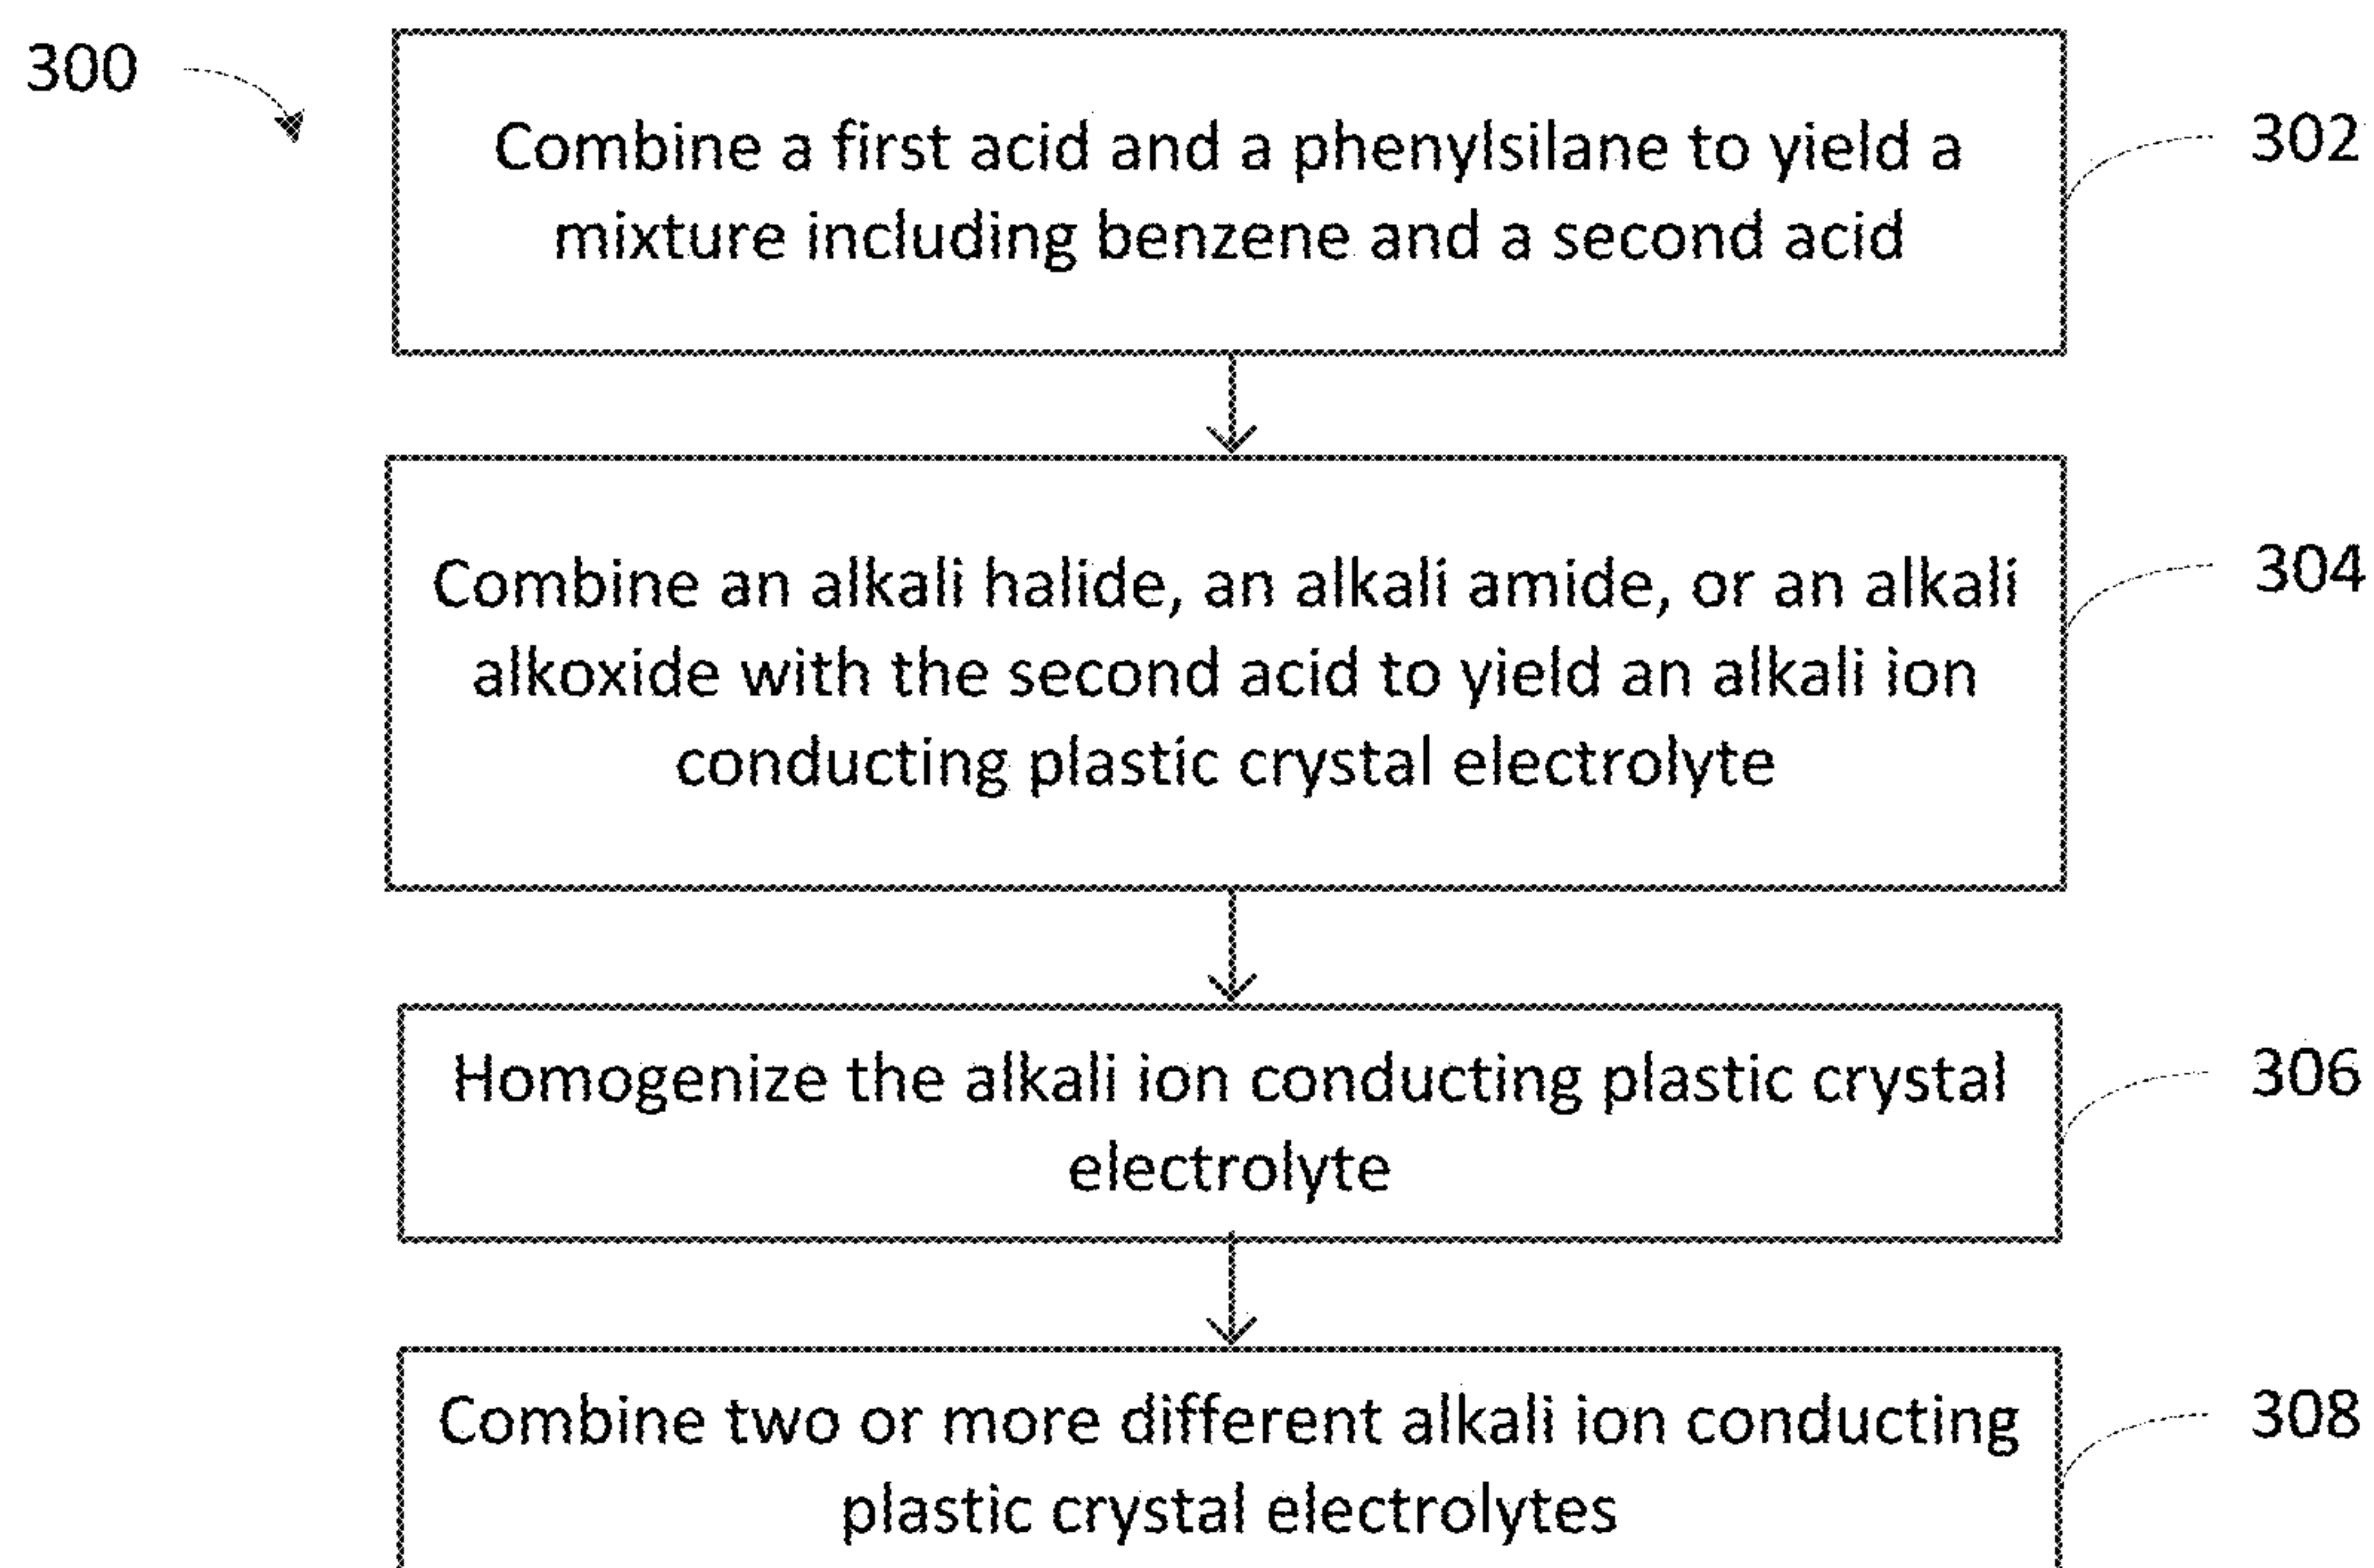 300
Combine a first acid and a phenylsilane to yield a
mixture including benzene and a second acid
302
Combine an alkali halide, an alkali amide, or an alkali
alkoxide with the second acid to yield an alkali ion
conducting plastic crystal electrolyte
304
Homogenize the alkali ion conducting plastic crystal
electrolyte
306
Combine two or more different alkali ion conducting
plastic crystal electrolytes
308